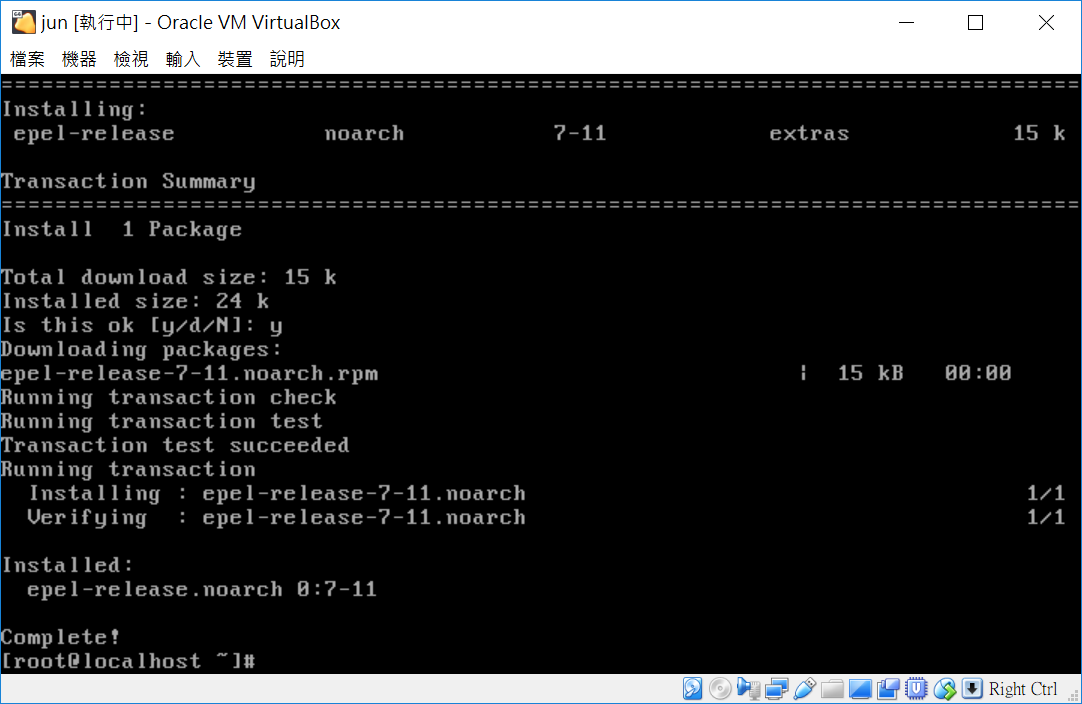 jun [執行中] - Oracle VM VirtualBox
檔案 機器 檢視 輸入 裝置 說明
================================================================================
Installing:
 epel-release           noarch           7-11            extras            15 k

Transaction Summary
================================================================================
Install  1 Package

Total download size: 15 k
Installed size: 24 k
Is this ok [y/d/N]: y
Downloading packages:
epel-release-7-11.noarch.rpm                               |  15 kB   00:00
Running transaction check
Running transaction test
Transaction test succeeded
Running transaction
  Installing : epel-release-7-11.noarch                                     1/1
  Verifying  : epel-release-7-11.noarch                                     1/1

Installed:
  epel-release.noarch 0:7-11

Complete!
[root@localhost ~]#
Right Ctrl